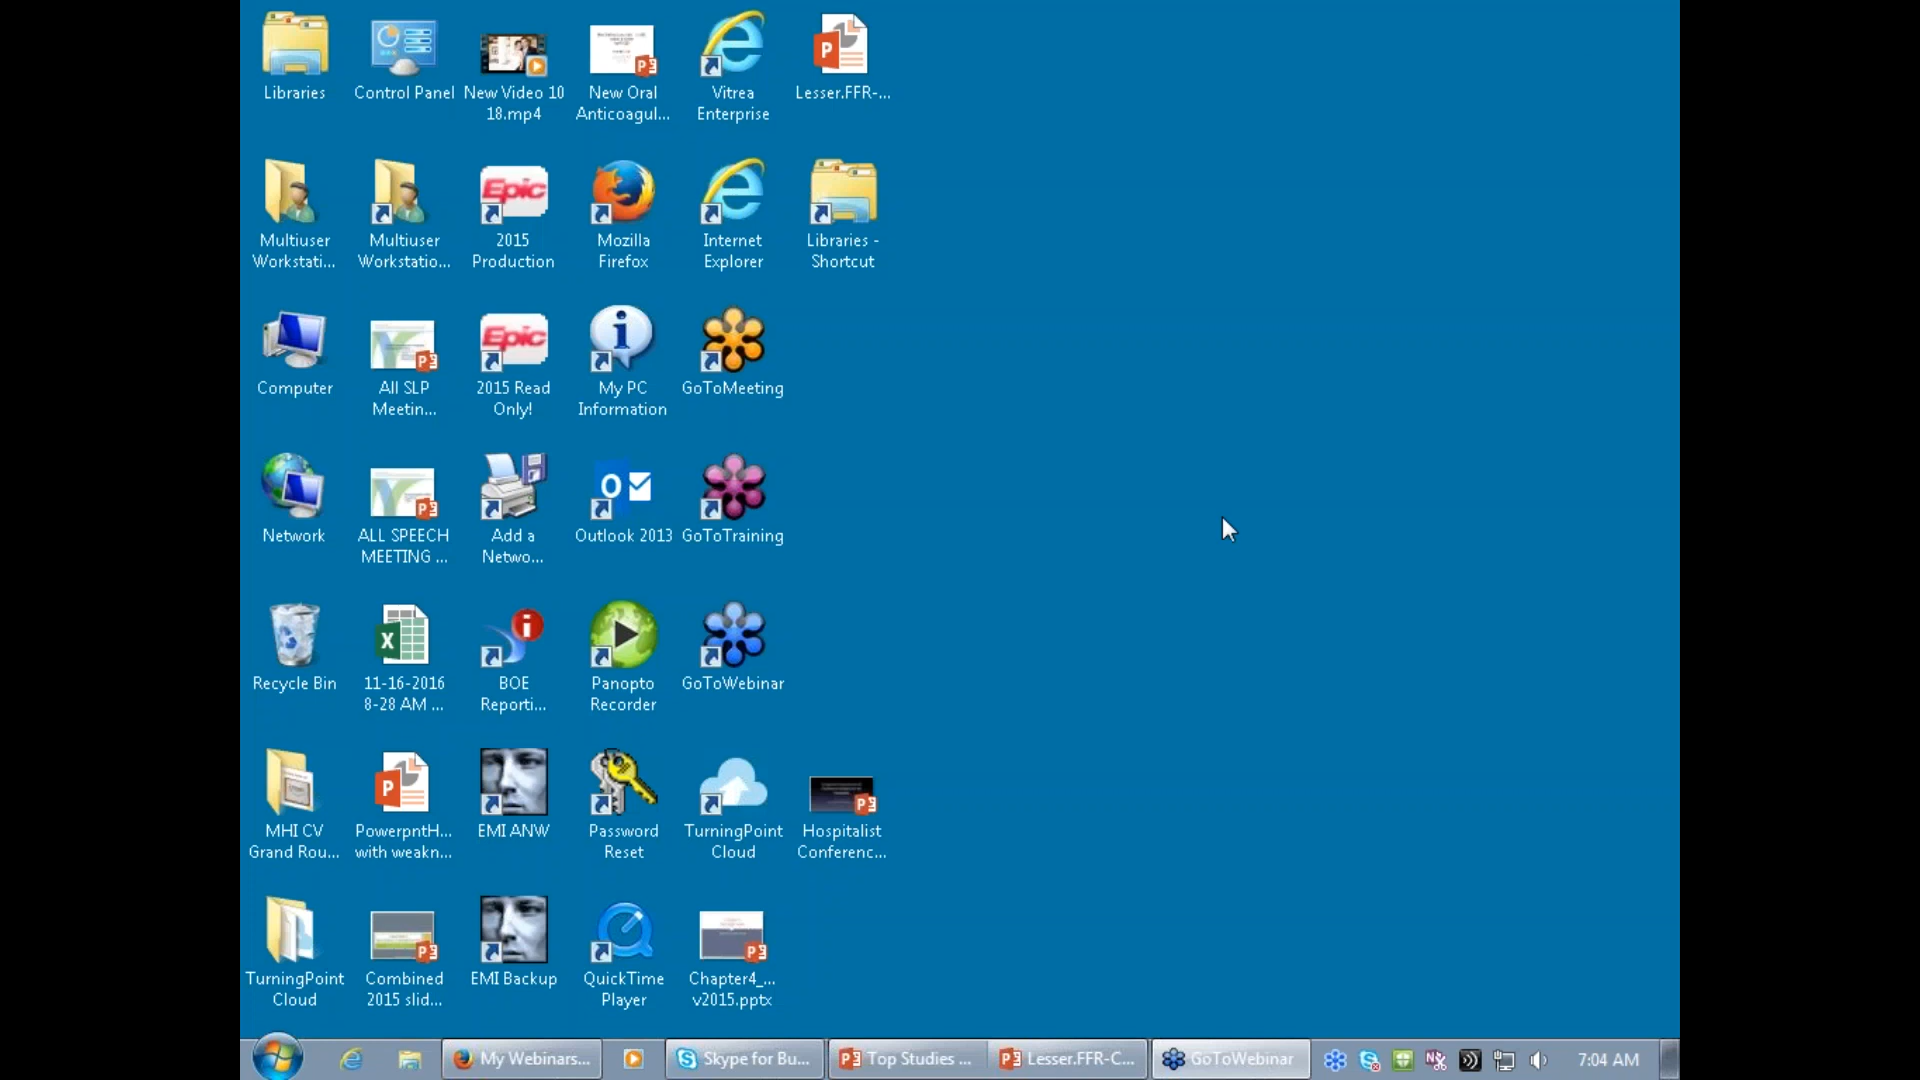 Libraries
Control Panel
New Video 10
18.mp4
New Oral
Anticoagul...
Vitrea
Enterprise
Lesser.FFR-...
Multiuser
Workstati...
Multiuser
Workstatio...
Epic
2015
Production
Mozilla
Firefox
Internet
Explorer
Libraries -
Shortcut
Computer
All SLP
Meetin...
Epic
2015 Read
Only!
My PC
Information
GoToMeeting
Network
ALL SPEECH
MEETING ...
Add a
Netwo...
Outlook 2013
GoToTraining
Recycle Bin
11-16-2016
8-28 AM ...
BOE
Reporti...
Panopto
Recorder
GoToWebinar
MHI CV
Grand Rou...
PowerpntH...
with weakn...
EMI ANW
Password
Reset
TurningPoint
Cloud
Hospitalist
Conferenc...
TurningPoint
Cloud
Combined
2015 slid...
EMI Backup
QuickTime
Player
Chapter4_...
v2015.pptx
My Webinars...
Skype for Bu...
Top Studies ...
Lesser.FFR-C...
GoToWebinar
7:04 AM